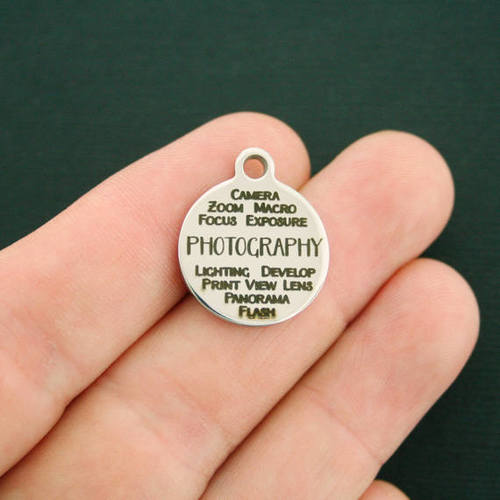 Camera
Zoom Macro
Focus Exposure
PHOTOGRAPHY
Lighting Develop
Print View Lens
Panorama
Flash